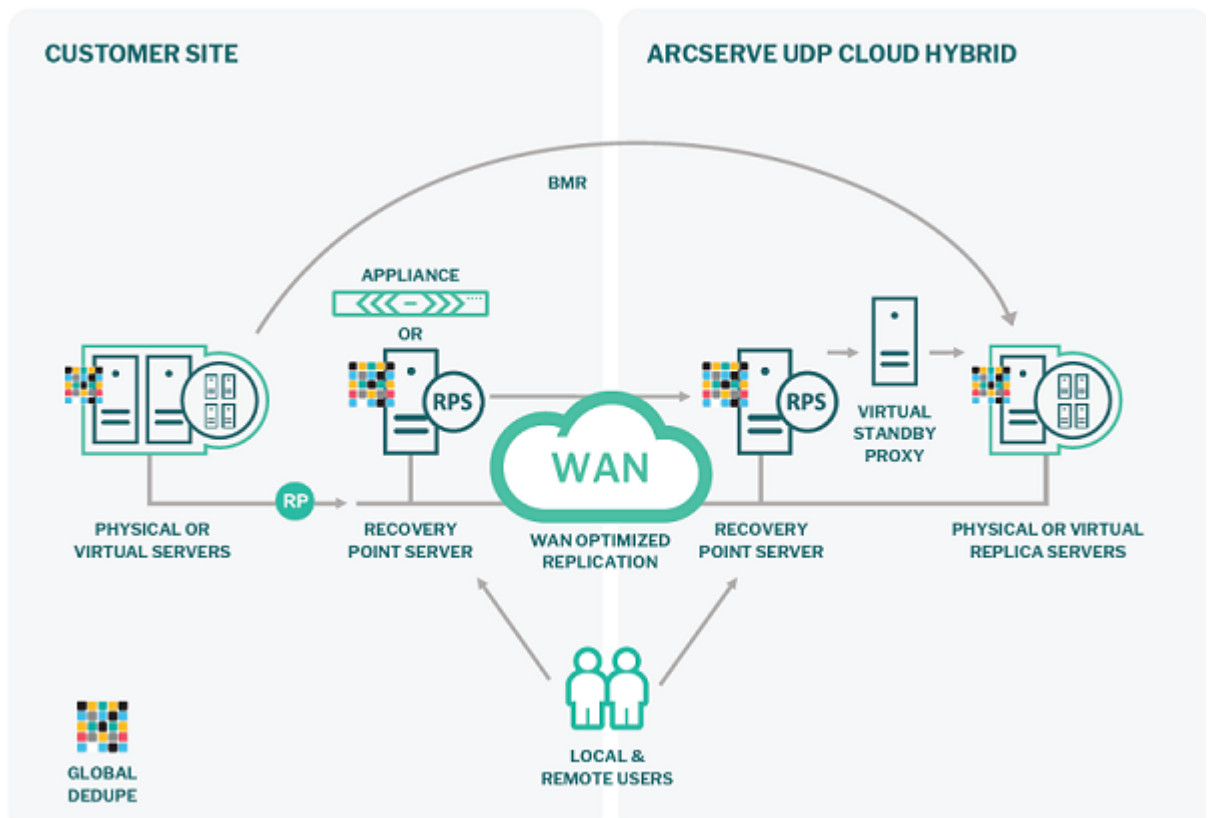 CUSTOMER SITE
ARCSERVE UDP CLOUD HYBRID
BMR
APPLIANCE
OR
RPS
RPS
WAN
VIRTUAL
STANDBY
PROXY
RP
PHYSICAL OR
VIRTUAL SERVERS
RECOVERY
POINT SERVER
WAN OPTIMIZED
REPLICATION
RECOVERY
POINT SERVER
PHYSICAL OR VIRTUAL
REPLICA SERVERS
LOCAL &
REMOTE USERS
GLOBAL
DEDUPE